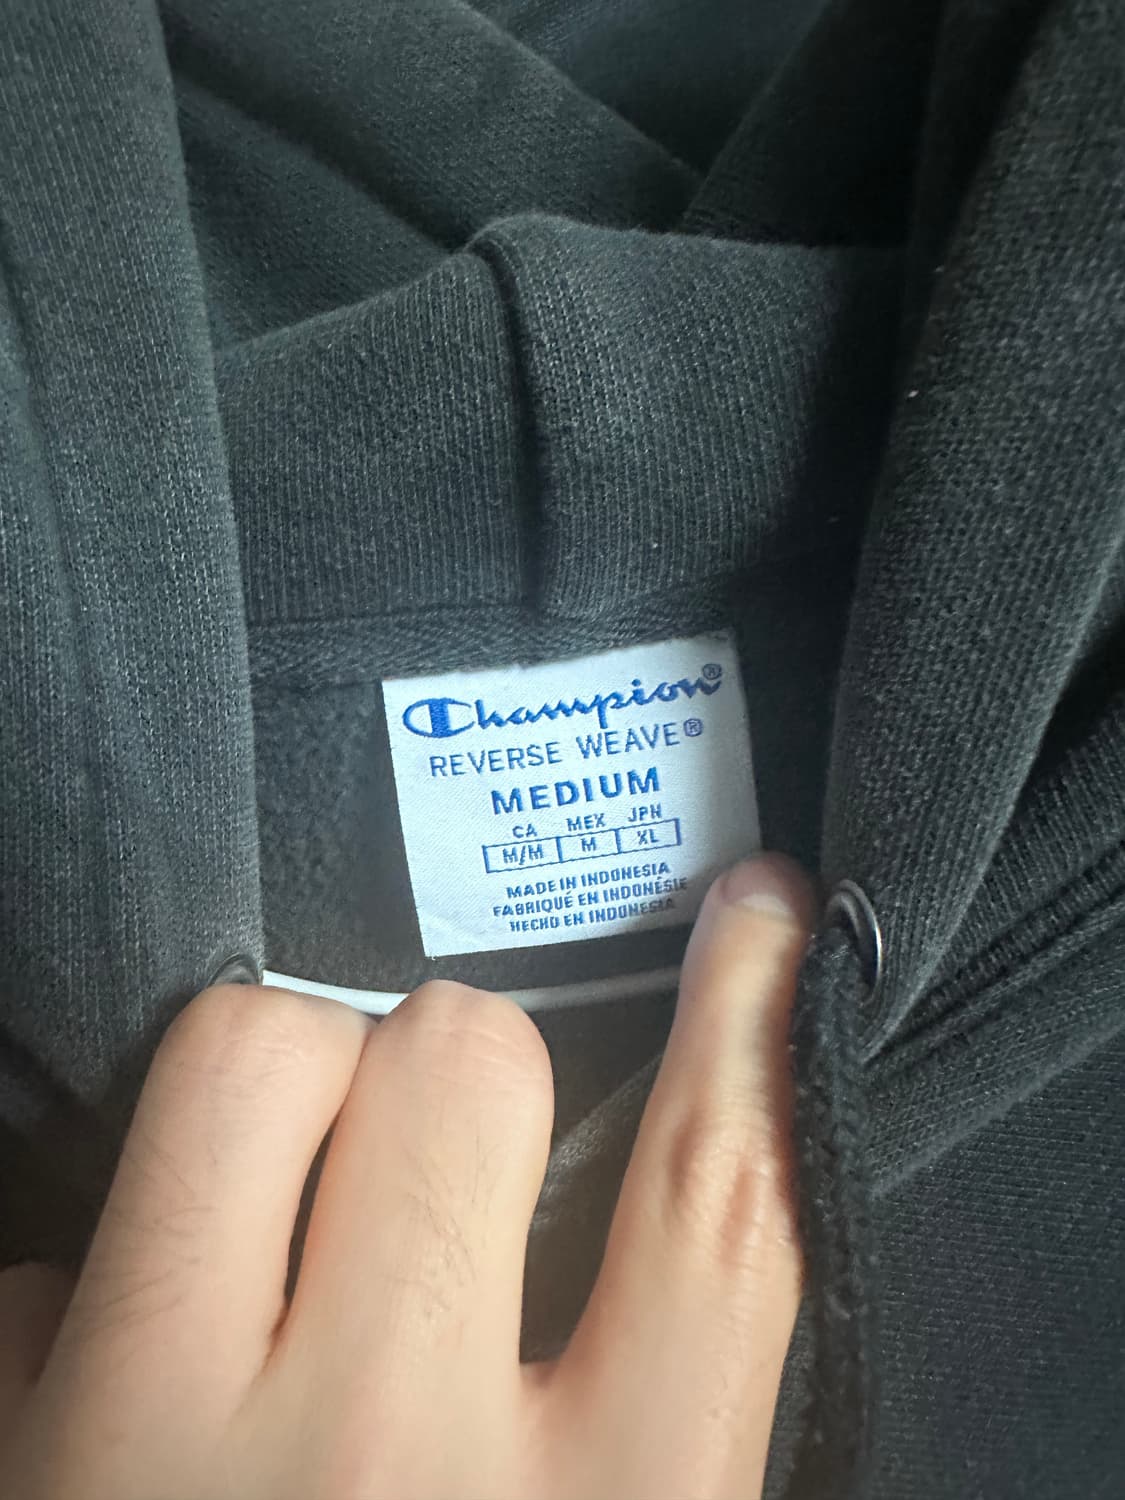 Champion®
REVERSE WEAVE®
MEDIUM
CA MEX JPN
M/M M XL
MADE IN INDONESIA
FABRIQUÉ EN INDONÉSIE
HECHO EN INDONESIA